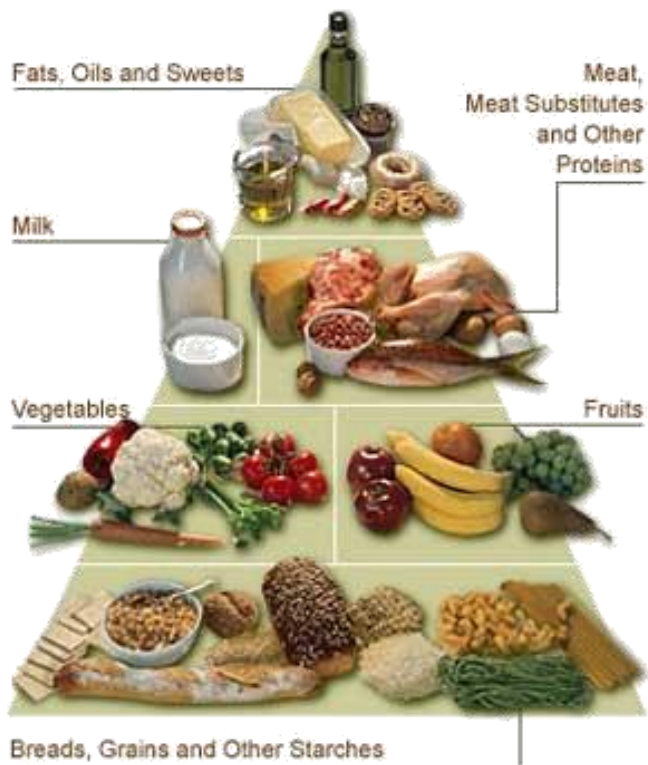 Fats, Oils and Sweets
Meat,
Meat Substitutes
and Other
Proteins
Milk
Vegetables
Fruits
Breads, Grains and Other Starches